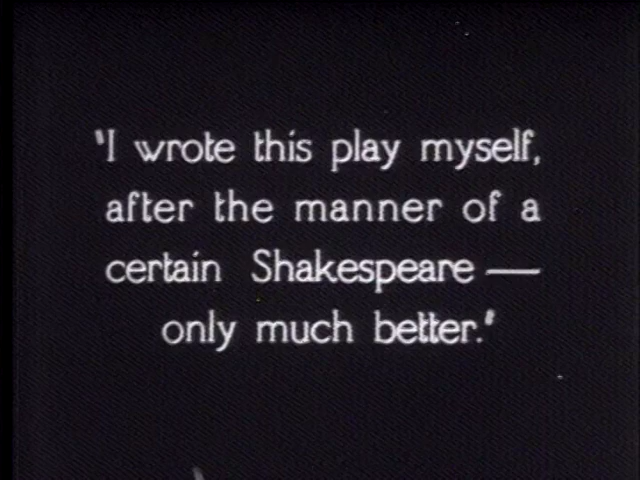 'I wrote this play myself,
after the manner of a
certain Shakespeare —
only much better.'